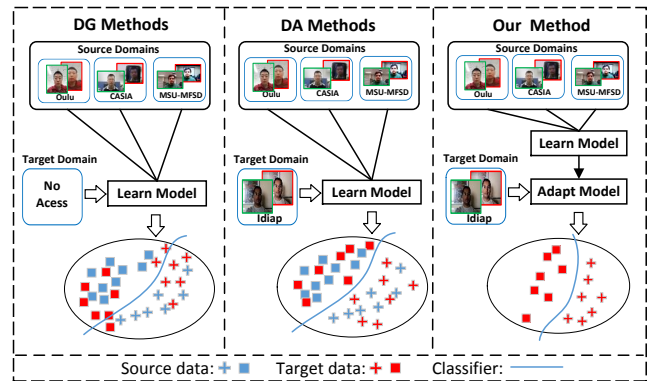 DG Methods
Source Domains
Oulu
CASIA
MSU-MFSD
Target Domain
No
Acess
Learn Model
DA Methods
Source Domains
Oulu
CASIA
MSU-MFSD
Target Domain
Idiap
Learn Model
Our Method
Source Domains
Oulu
CASIA
MSU-MFSD
Learn Model
Target Domain
Idiap
Adapt Model
Source data: Target data: Classifier: